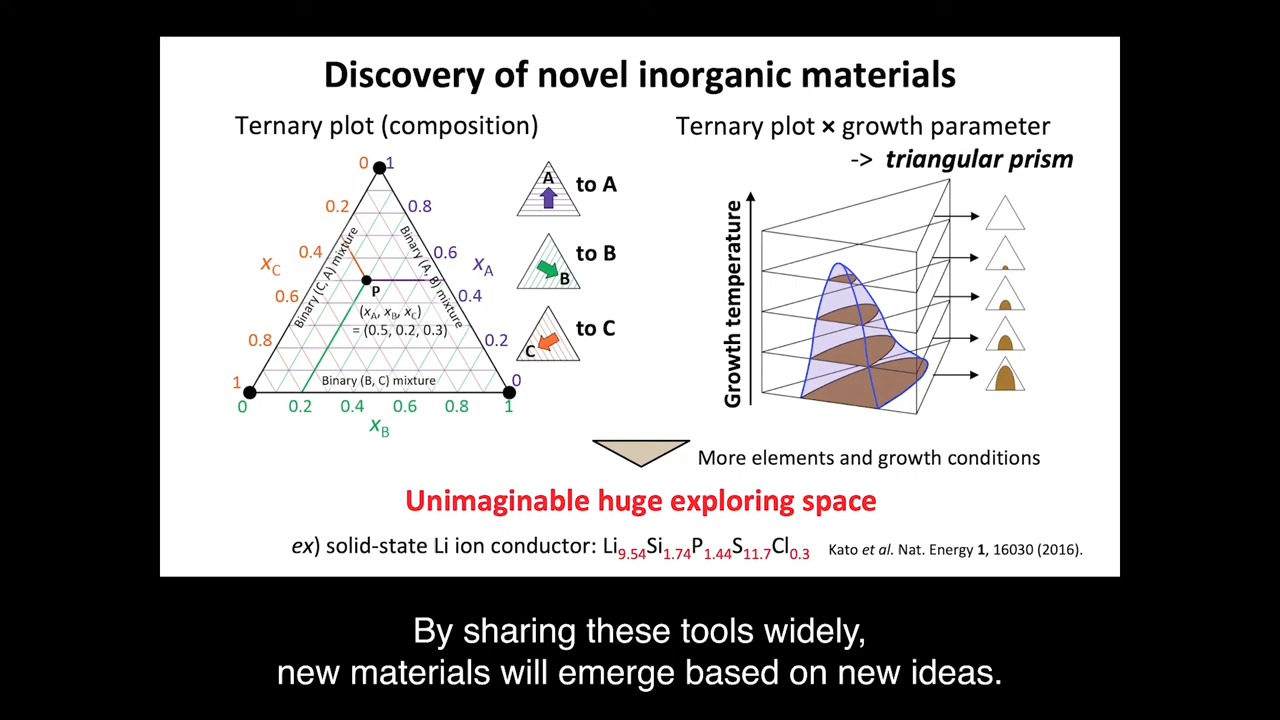 Discovery of novel inorganic materials
Ternary plot (composition)
0 1
0.2 0.8
0.4 0.6
x_C x_A
0.6 0.4
0.8 0.2
1 0
0 0.2 0.4 0.6 0.8 1
x_B
Binary (C, A) mixture
Binary (A, B) mixture
P
(x_A, x_B, x_C)
= (0.5, 0.2, 0.3)
Binary (B, C) mixture
A to A
B to B
C to C
Ternary plot × growth parameter
-> triangular prism
Growth temperature
More elements and growth conditions
Unimaginable huge exploring space
ex) solid-state Li ion conductor: Li9.54Si1.74P1.44S11.7Cl0.3 Kato et al. Nat. Energy 1, 16030 (2016).
By sharing these tools widely,
new materials will emerge based on new ideas.